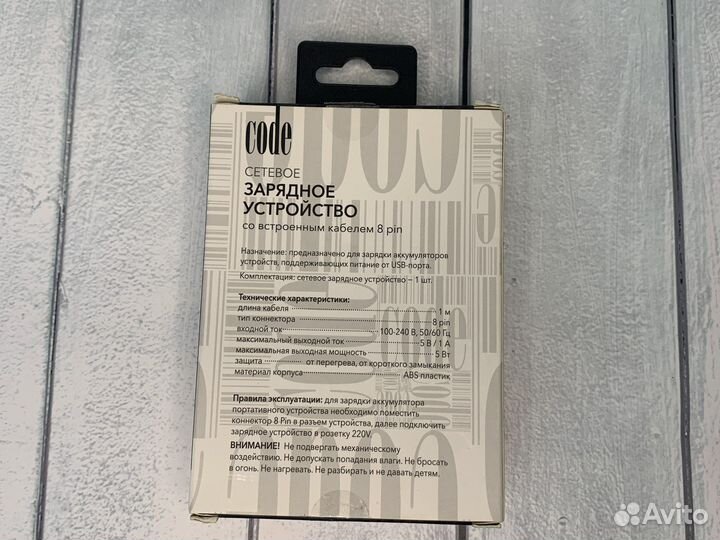 code
СЕТЕВОЕ
ЗАРЯДНОЕ
УСТРОЙСТВО
со встроенным кабелем 8 pin
Назначение: предназначено для зарядки аккумуляторов
устройств, поддерживающих питание от USB-порта.
Комплектация: сетевое зарядное устройство – 1 шт.
Технические характеристики:
длина кабеля 1 м
тип коннектора 8 pin
входной ток 100-240 В, 50/60 Гц
максимальный выходной ток 5 В / 1 А
максимальная выходная мощность 5 Вт
защита от перегрева, от короткого замыкания
материал корпуса ABS пластик
Правила эксплуатации: для зарядки аккумулятора
портативного устройства необходимо поместить
коннектор 8 Pin в разъем устройства, далее подключить
зарядное устройство в розетку 220V.
ВНИМАНИЕ! Не подвергать механическому
воздействию. Не допускать попадания влаги. Не бросать
в огонь. Не нагревать. Не разбирать и не давать детям.
Avito